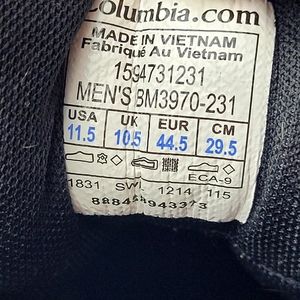 Columbia.com
MADE IN VIETNAM
Fabriqué Au Vietnam
1594731231
MEN'S BM3970-231
USA UK EUR CM
11.5 10.5 44.5 29.5
ECA-9
1831 1214 115